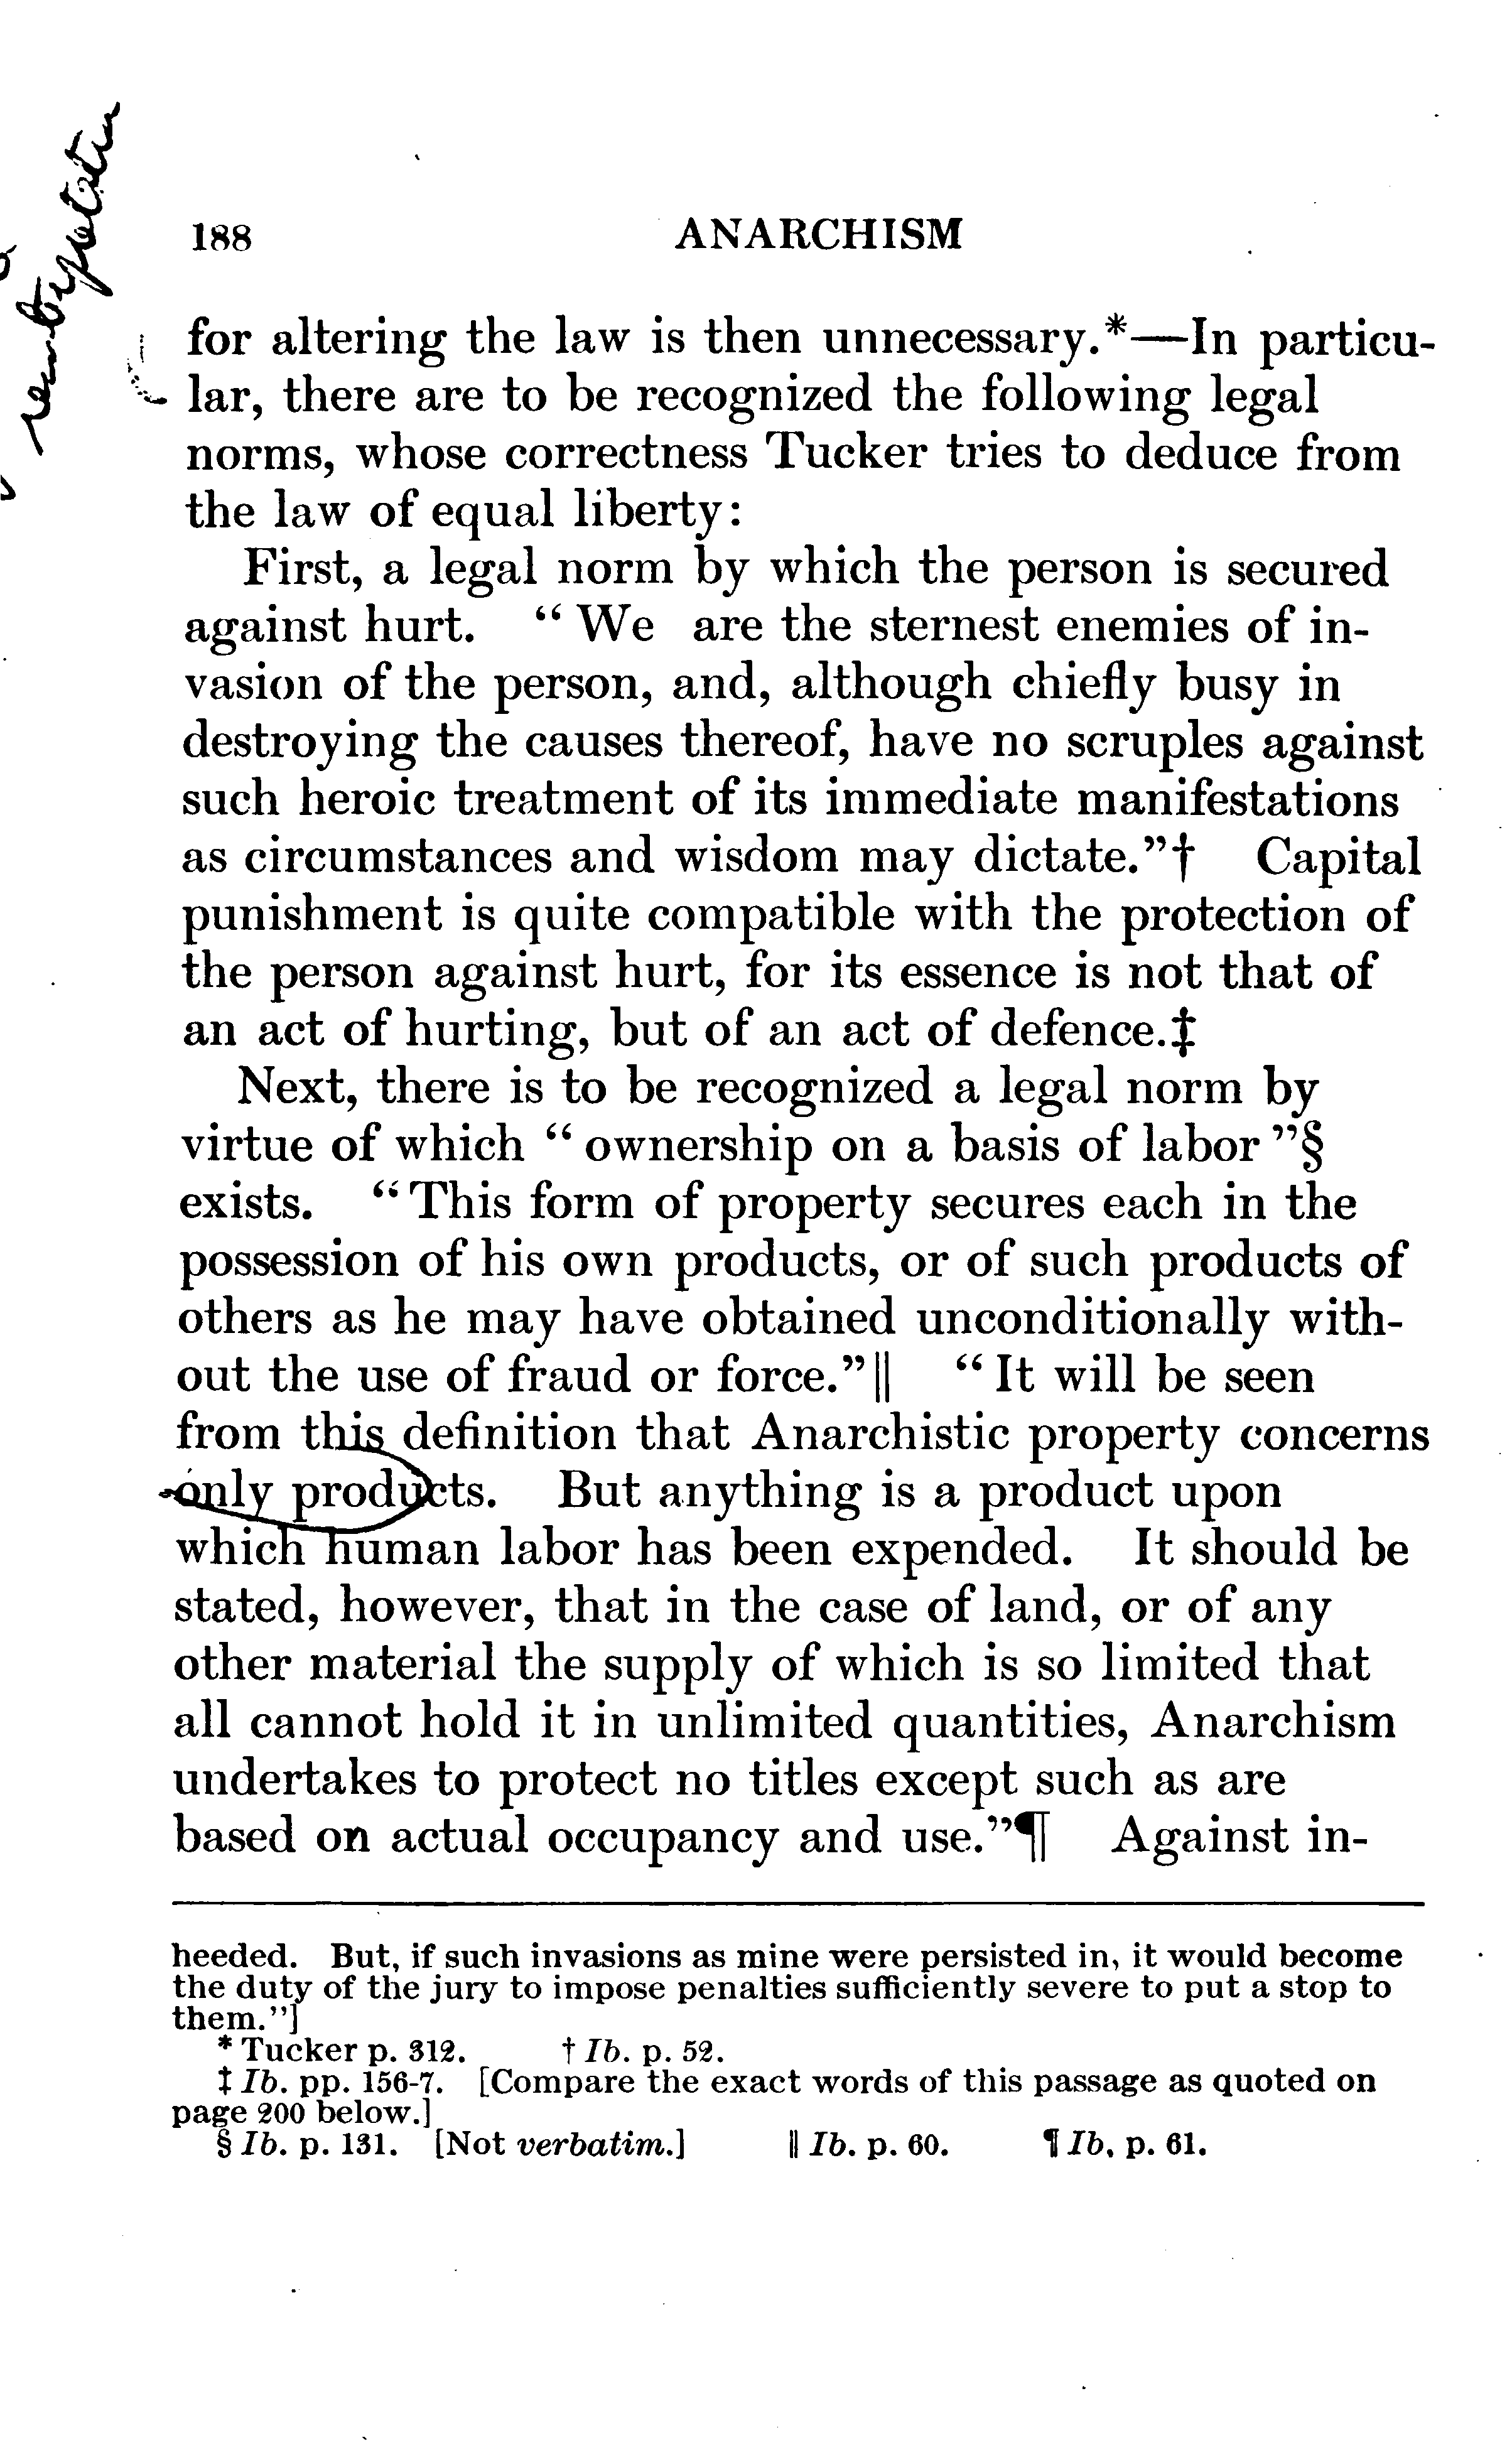 188 ANARCHISM
for altering the law is then unnecessary.*—In particu-
lar, there are to be recognized the following legal
norms, whose correctness Tucker tries to deduce from
the law of equal liberty:
First, a legal norm by which the person is secured
against hurt. “ We are the sternest enemies of in-
vasion of the person, and, although chiefly busy in
destroying the causes thereof, have no scruples against
such heroic treatment of its immediate manifestations
as circumstances and wisdom may dictate.”† Capital
punishment is quite compatible with the protection of
the person against hurt, for its essence is not that of
an act of hurting, but of an act of defence.‡
Next, there is to be recognized a legal norm by
virtue of which “ ownership on a basis of labor ”§
exists. “ This form of property secures each in the
possession of his own products, or of such products of
others as he may have obtained unconditionally with-
out the use of fraud or force.”‖ “ It will be seen
from this definition that Anarchistic property concerns
only products. But anything is a product upon
which human labor has been expended. It should be
stated, however, that in the case of land, or of any
other material the supply of which is so limited that
all cannot hold it in unlimited quantities, Anarchism
undertakes to protect no titles except such as are
based on actual occupancy and use.”¶ Against in-
heeded. But, if such invasions as mine were persisted in, it would become
the duty of the jury to impose penalties sufficiently severe to put a stop to
them.”]
* Tucker p. 312. † Ib. p. 52.
‡ Ib. pp. 156-7. [Compare the exact words of this passage as quoted on
page 200 below.]
§ Ib. p. 131. [Not verbatim.] ‖ Ib. p. 60. ¶ Ib. p. 61.